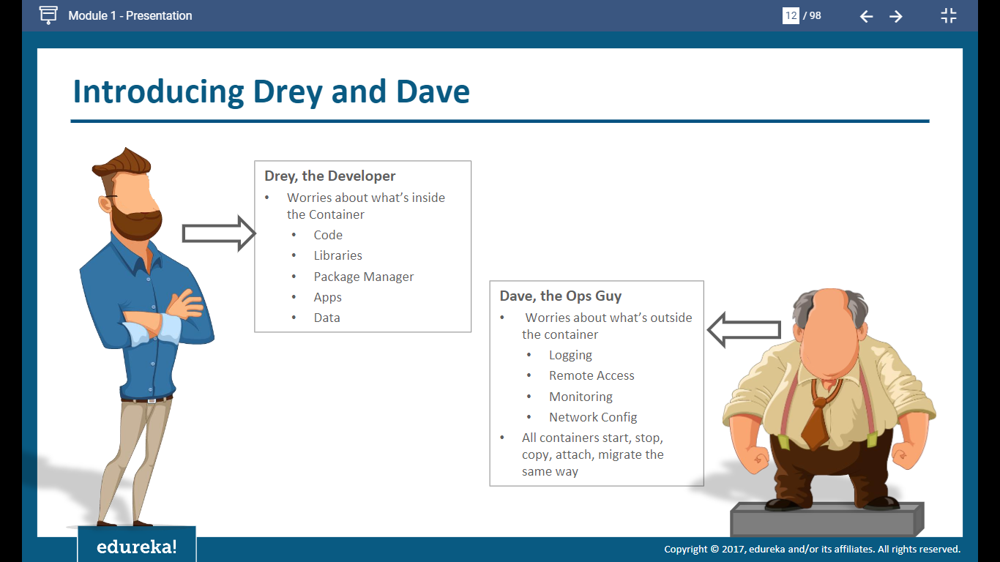 Module 1 - Presentation
12 / 98
Introducing Drey and Dave
Drey, the Developer
• Worries about what’s inside
the Container
• Code
• Libraries
• Package Manager
• Apps
• Data
Dave, the Ops Guy
• Worries about what’s outside
the container
• Logging
• Remote Access
• Monitoring
• Network Config
• All containers start, stop,
copy, attach, migrate the
same way
edureka!
Copyright © 2017, edureka and/or its affiliates. All rights reserved.